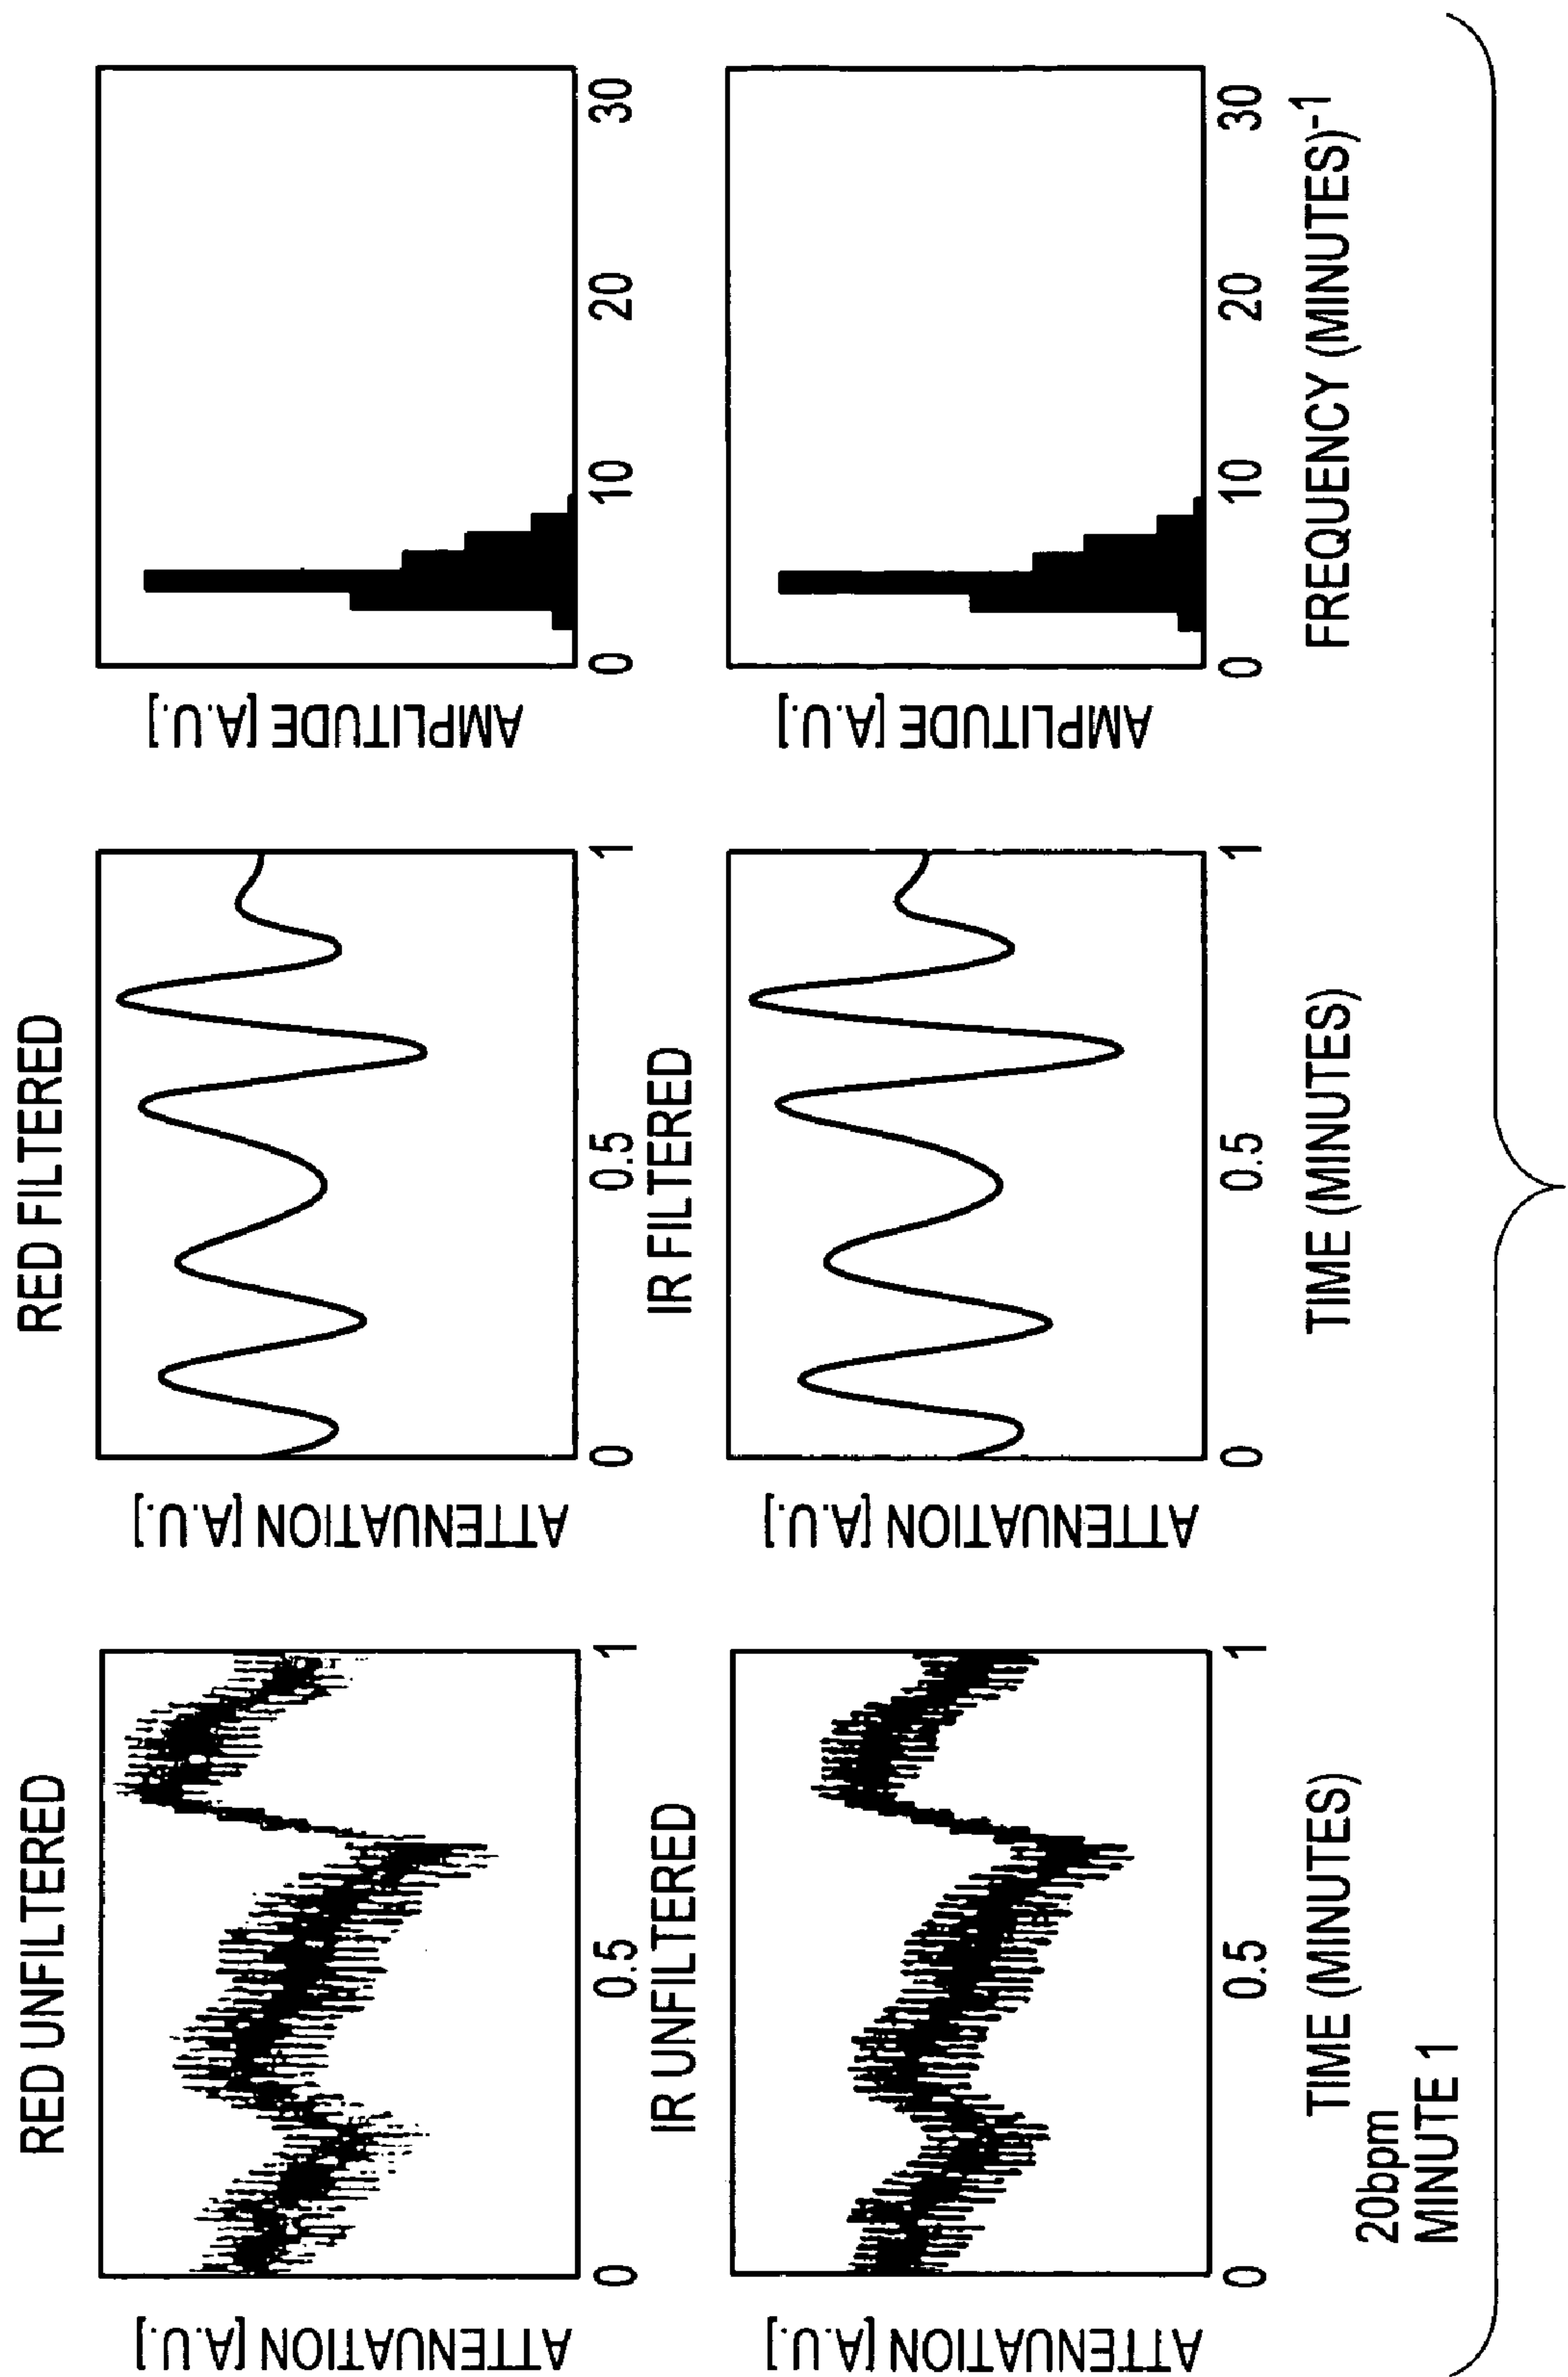 RED UNFILTERED
ATTENUATION [A.U.]
0
0.5
1
RED FILTERED
ATTENUATION [A.U.]
0
0.5
1
AMPLITUDE [A.U.]
0
10
20
30
IR UNFILTERED
ATTENUATION [A.U.]
0
0.5
1
TIME (MINUTES)
IR FILTERED
ATTENUATION [A.U.]
0
0.5
1
TIME (MINUTES)
AMPLITUDE [A.U.]
0
10
20
30
FREQUENCY (MINUTES)-1
20bpm
MINUTE 1